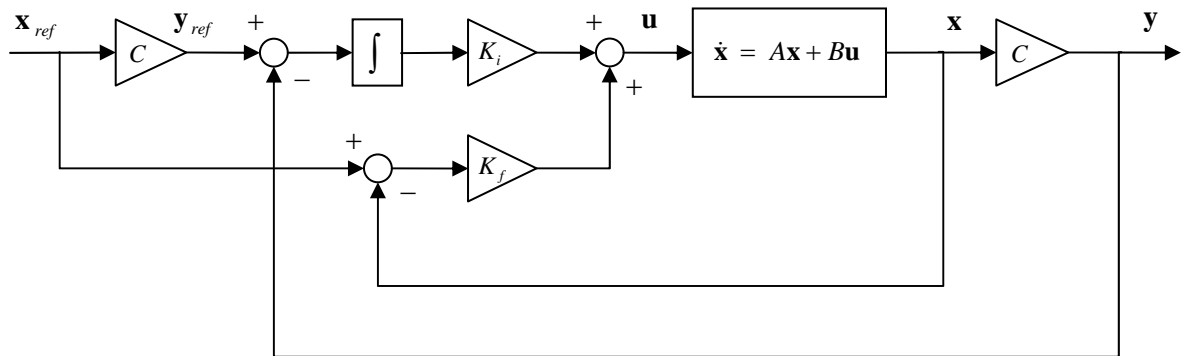 x_ref
C
y_ref
+
−
∫
K_i
+
+
u
ẋ = Ax + Bu
x
C
y
+
−
K_f